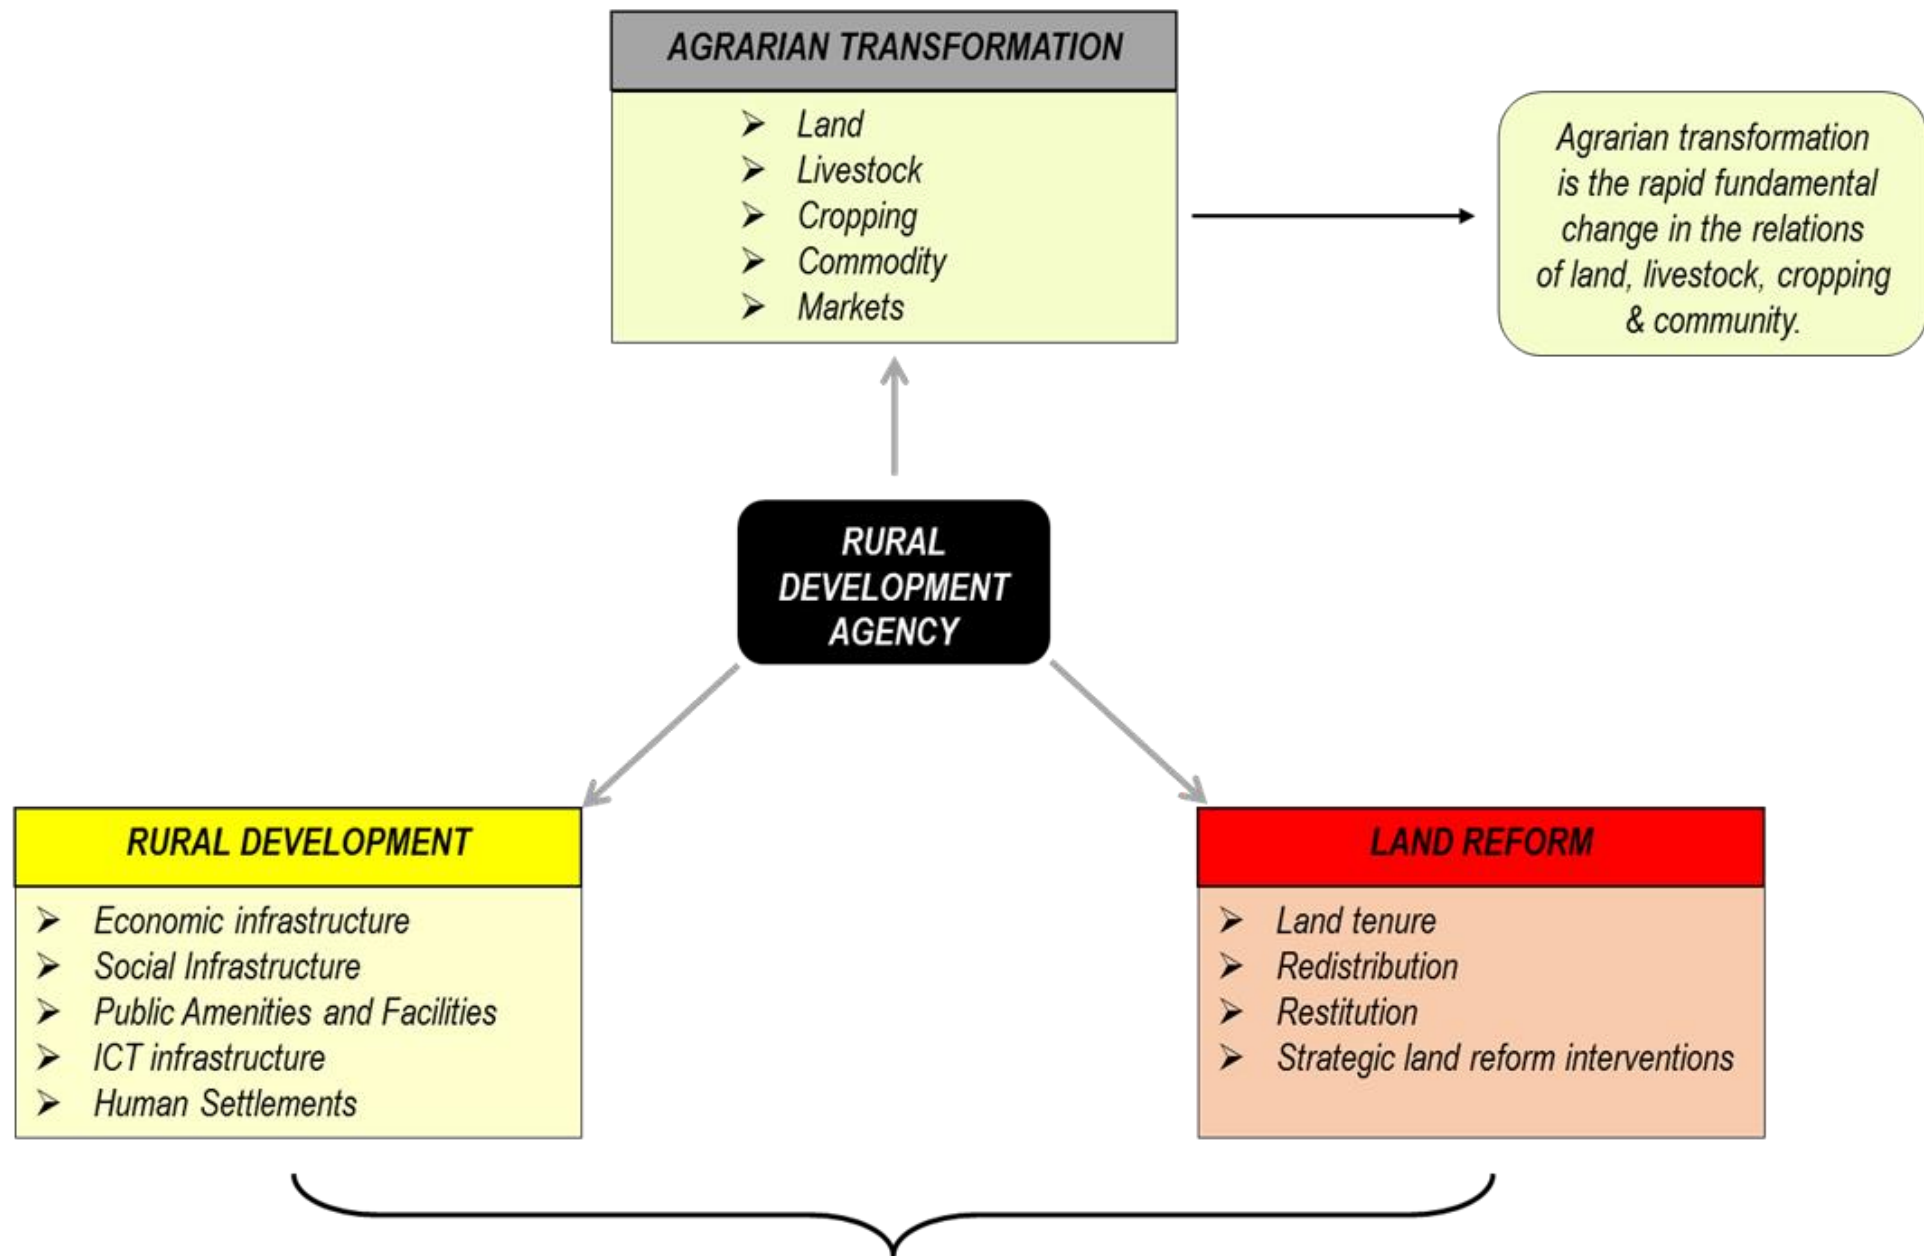 AGRARIAN TRANSFORMATION
➢ Land
➢ Livestock
➢ Cropping
➢ Commodity
➢ Markets
Agrarian transformation
is the rapid fundamental
change in the relations
of land, livestock, cropping
& community.
RURAL
DEVELOPMENT
AGENCY
RURAL DEVELOPMENT
➢ Economic infrastructure
➢ Social Infrastructure
➢ Public Amenities and Facilities
➢ ICT infrastructure
➢ Human Settlements
LAND REFORM
➢ Land tenure
➢ Redistribution
➢ Restitution
➢ Strategic land reform interventions